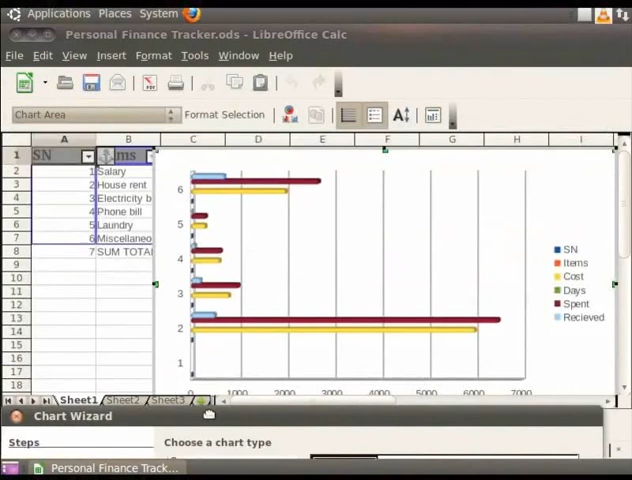 Applications Places System
Personal Finance Tracker.ods - LibreOffice Calc
File Edit View Insert Format Tools Window Help
Chart Area Format Selection
A B C D E F G H I
1 SN ms
2 1 Salary
3 2 House rent
4 3 Electricity b
5 4 Phone bill
6 5 Laundry
7 6 Miscellaneo
8 7 SUM TOTA
9
10
11
12
13
14
15
16
17
18
6
5
4
3
2
1
0 1000 2000 3000 4000 5000 6000 7000
SN
Items
Cost
Days
Spent
Recieved
Sheet1 Sheet2 Sheet3
Chart Wizard
Steps Choose a chart type
Personal Finance Track...